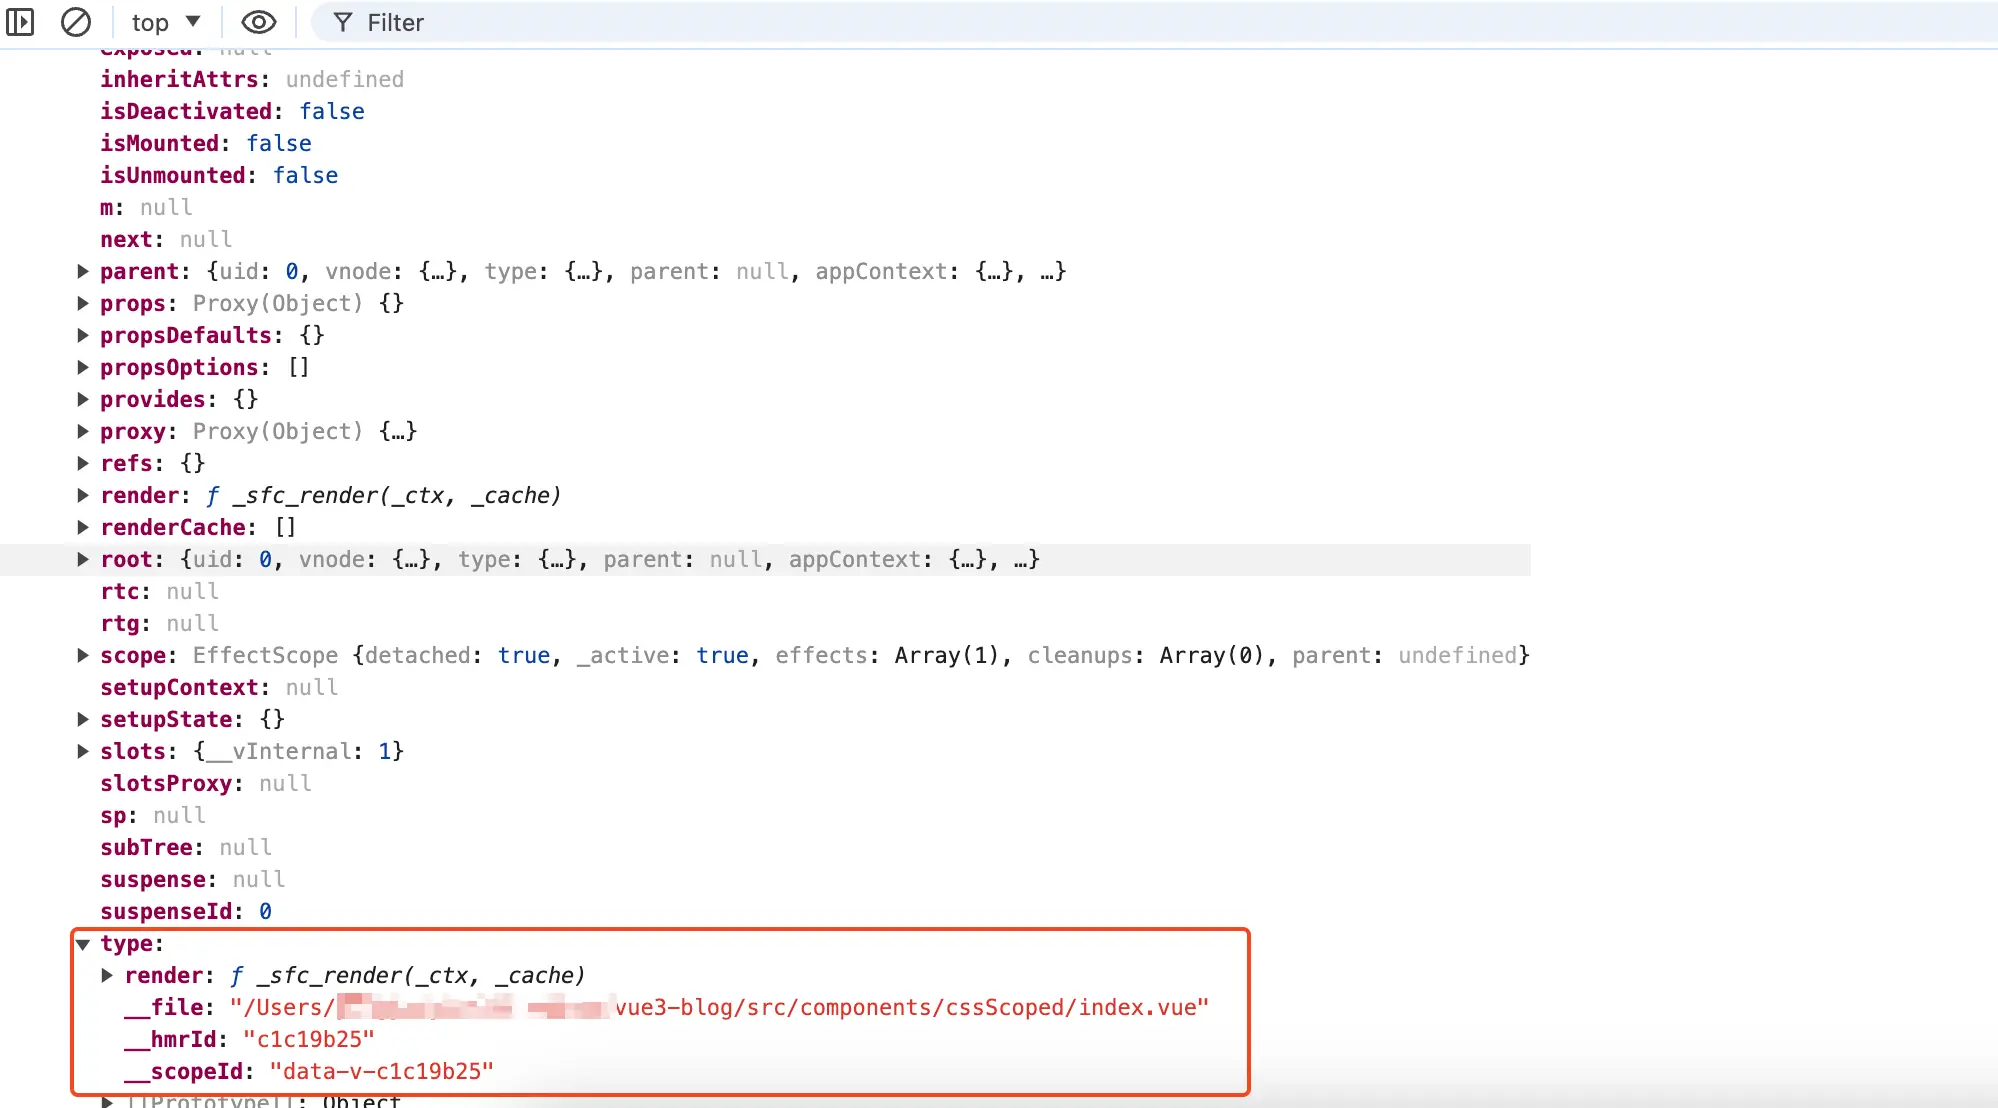 top ▼ Filter
exposed: null
inheritAttrs: undefined
isDeactivated: false
isMounted: false
isUnmounted: false
m: null
next: null
▶ parent: {uid: 0, vnode: {…}, type: {…}, parent: null, appContext: {…}, …}
▶ props: Proxy(Object) {}
▶ propsDefaults: {}
▶ propsOptions: []
▶ provides: {}
▶ proxy: Proxy(Object) {…}
▶ refs: {}
▶ render: ƒ _sfc_render(_ctx, _cache)
▶ renderCache: []
▶ root: {uid: 0, vnode: {…}, type: {…}, parent: null, appContext: {…}, …}
rtc: null
rtg: null
▶ scope: EffectScope {detached: true, _active: true, effects: Array(1), cleanups: Array(0), parent: undefined}
setupContext: null
▶ setupState: {}
▶ slots: {__vInternal: 1}
slotsProxy: null
sp: null
subTree: null
suspense: null
suspenseId: 0
▼ type:
▶ render: ƒ _sfc_render(_ctx, _cache)
__file: "/Users/ vue3-blog/src/components/cssScoped/index.vue"
__hmrId: "c1c19b25"
__scopeId: "data-v-c1c19b25"
▶ [[Prototype]]: Object